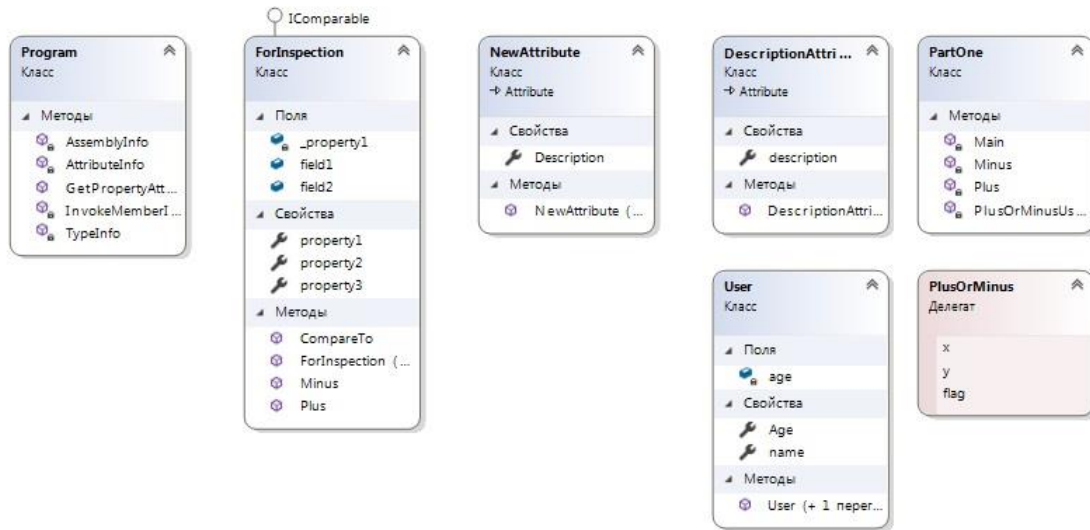 IComparable
Program
Класс
Методы
AssemblyInfo
AttributeInfo
GetPropertyAtt...
InvokeMemberI...
TypeInfo
ForInspection
Класс
Поля
_property1
field1
field2
Свойства
property1
property2
property3
Методы
CompareTo
ForInspection (...
Minus
Plus
NewAttribute
Класс
Attribute
Свойства
Description
Методы
NewAttribute (...
DescriptionAttri...
Класс
Attribute
Свойства
description
Методы
DescriptionAttri...
PartOne
Класс
Методы
Main
Minus
Plus
PlusOrMinusUs...
User
Класс
Поля
age
Свойства
Age
name
Методы
User (+ 1 перег...
PlusOrMinus
Делегат
x
y
flag